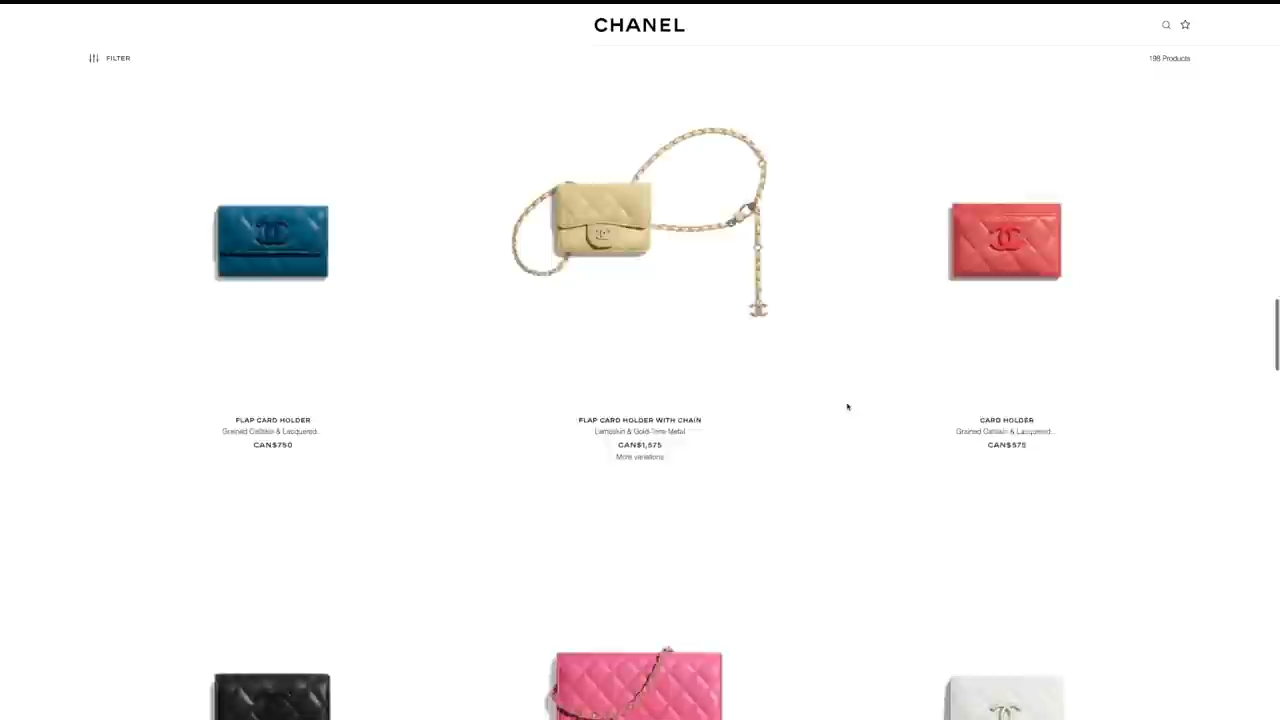 CHANEL
FILTER
198 Products
FLAP CARD HOLDER
Grained Calfskin & Lacquered...
CAN$750
FLAP CARD HOLDER WITH CHAIN
Lambskin & Gold-Tone Metal
CAN$1,575
More variations
CARD HOLDER
Grained Calfskin & Lacquered...
CAN$575